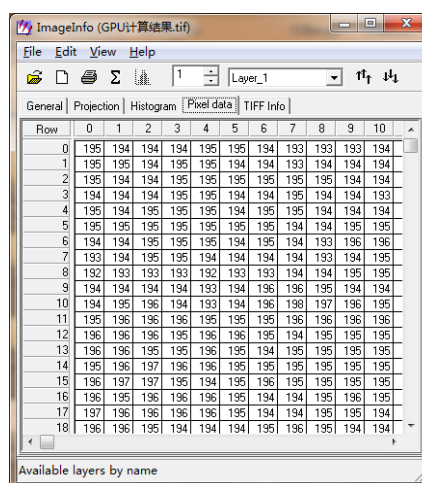 ImageInfo (GPU计算结果.tif)
File Edit View Help
1 Layer_1
General Projection Histogram Pixel data TIFF Info
Row 0 1 2 3 4 5 6 7 8 9 10
0 195 194 194 194 195 195 194 193 193 193 194
1 195 195 194 194 195 195 194 193 194 194 194
2 195 195 194 195 195 195 195 194 195 194 194
3 194 194 194 195 195 194 194 195 194 194 193
4 195 194 195 195 195 194 195 195 194 194 194
5 195 195 195 195 194 195 194 194 194 195 195
6 194 194 195 195 194 195 194 194 193 196 196
7 193 194 195 195 194 194 194 194 193 194 195
8 192 193 193 193 192 193 193 194 194 195 195
9 194 194 194 194 193 194 196 196 194 194 194
10 194 195 196 194 193 194 196 198 197 196 195
11 195 195 196 196 195 195 196 196 196 196 196
12 196 196 196 195 196 195 194 195 195 195 195
13 196 196 195 196 196 195 194 195 195 195 195
14 195 196 197 196 196 195 195 196 195 195 195
15 196 197 197 195 194 195 196 196 193 195 195
16 196 195 196 196 196 195 194 194 195 195 194
17 197 196 196 196 196 195 194 194 195 195 194
18 196 196 195 194 194 195 194 196 195 194 194
Available layers by name